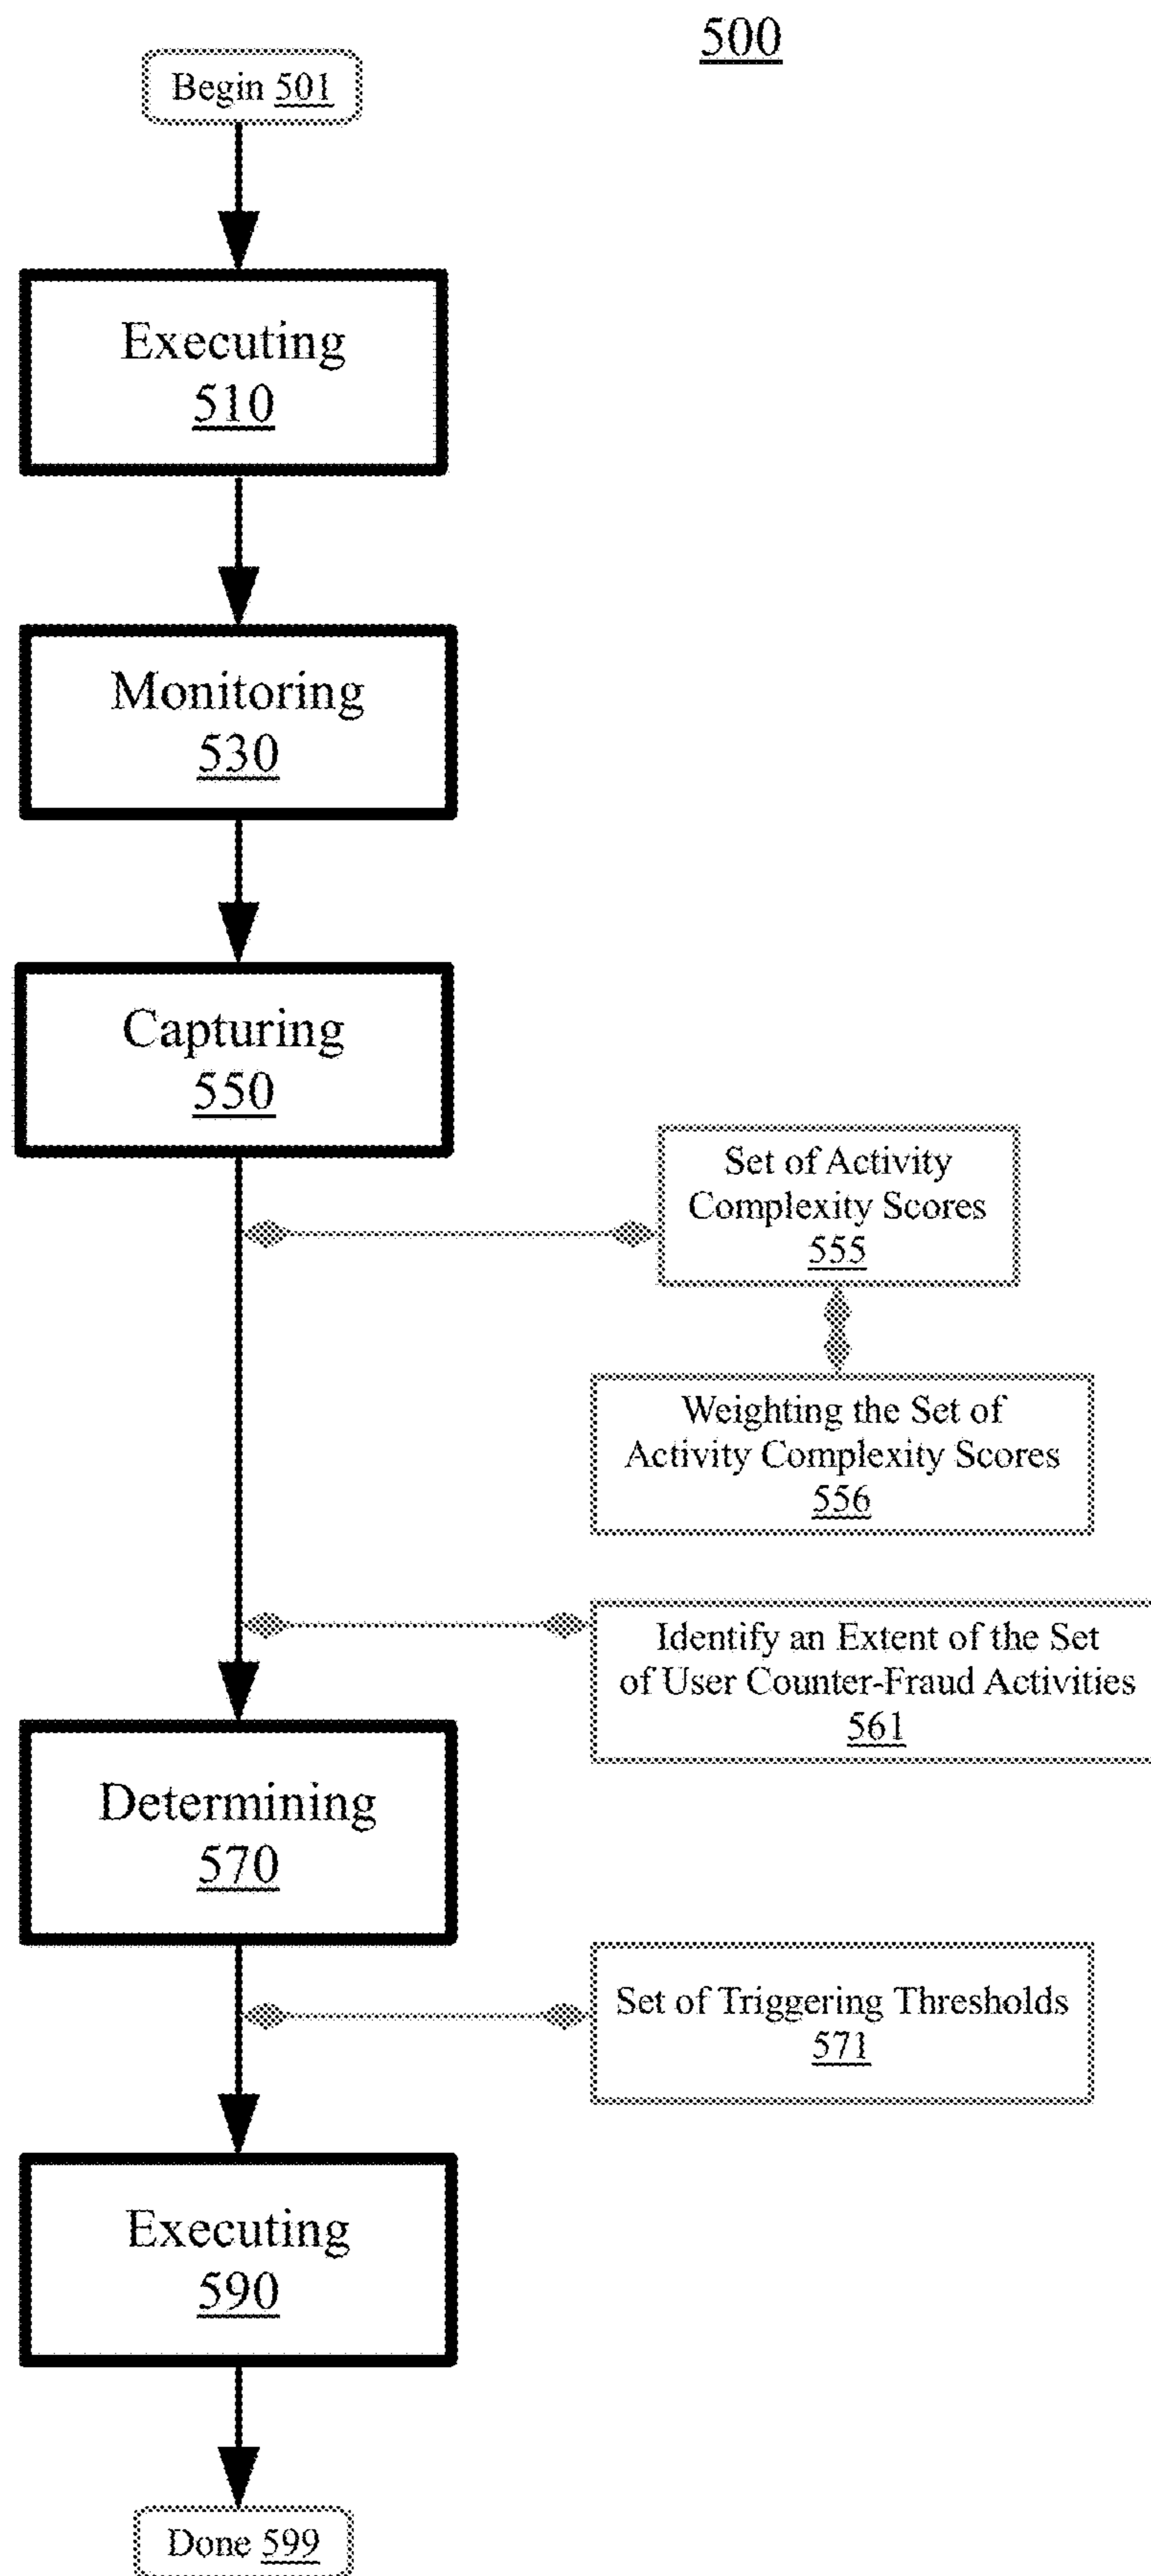 500
Begin 501
Executing
510
Monitoring
530
Capturing
550
Set of Activity
Complexity Scores
555
Weighting the Set of
Activity Complexity Scores
556
Identify an Extent of the Set
of User Counter-Fraud Activities
561
Determining
570
Set of Triggering Thresholds
571
Executing
590
Done 599